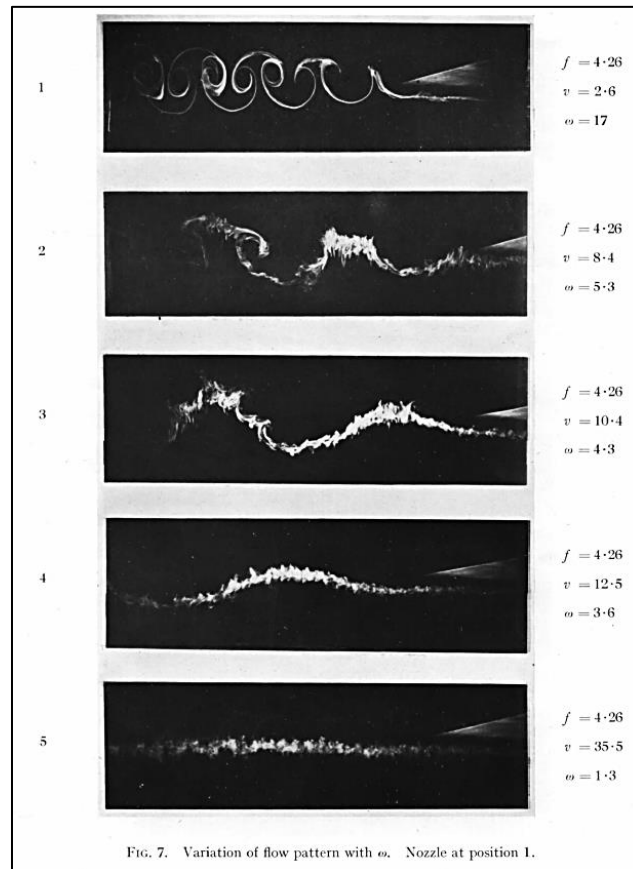 1
f = 4·26
v = 2·6
ω = 17
2
f = 4·26
v = 8·4
ω = 5·3
3
f = 4·26
v = 10·4
ω = 4·3
4
f = 4·26
v = 12·5
ω = 3·6
5
f = 4·26
v = 35·5
ω = 1·3
FIG. 7. Variation of flow pattern with ω. Nozzle at position 1.